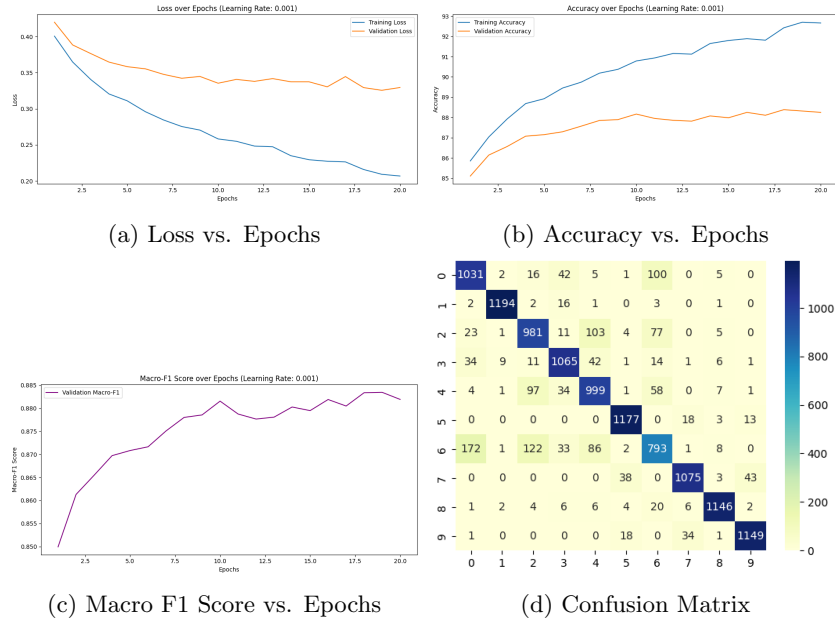 Loss over Epochs (Learning Rate: 0.001)
Training Loss
Validation Loss
0.40
0.35
0.30
0.25
0.20
Loss
2.5 5.0 7.5 10.0 12.5 15.0 17.5 20.0
Epochs
(a) Loss vs. Epochs
Accuracy over Epochs (Learning Rate: 0.001)
Training Accuracy
Validation Accuracy
93
92
91
90
89
88
87
86
85
Accuracy
2.5 5.0 7.5 10.0 12.5 15.0 17.5 20.0
Epochs
(b) Accuracy vs. Epochs
Macro-F1 Score over Epochs (Learning Rate: 0.001)
Validation Macro-F1
0.885
0.880
0.875
0.870
0.865
0.860
0.855
0.850
Macro-F1 Score
2.5 5.0 7.5 10.0 12.5 15.0 17.5 20.0
Epochs
(c) Macro F1 Score vs. Epochs
0 1031 2 16 42 5 1 100 0 5 0
1 2 1194 2 16 1 0 3 0 1 0
2 23 1 981 11 103 4 77 0 5 0
3 34 9 11 1065 42 1 14 1 6 1
4 4 1 97 34 999 1 58 0 7 1
5 0 0 0 0 0 1177 0 18 3 13
6 172 1 122 33 86 2 793 1 8 0
7 0 0 0 0 0 38 0 1075 3 43
8 1 2 4 6 6 4 20 6 1146 2
9 1 0 0 0 0 18 0 34 1 1149
0 1 2 3 4 5 6 7 8 9
1000
800
600
400
200
0
(d) Confusion Matrix